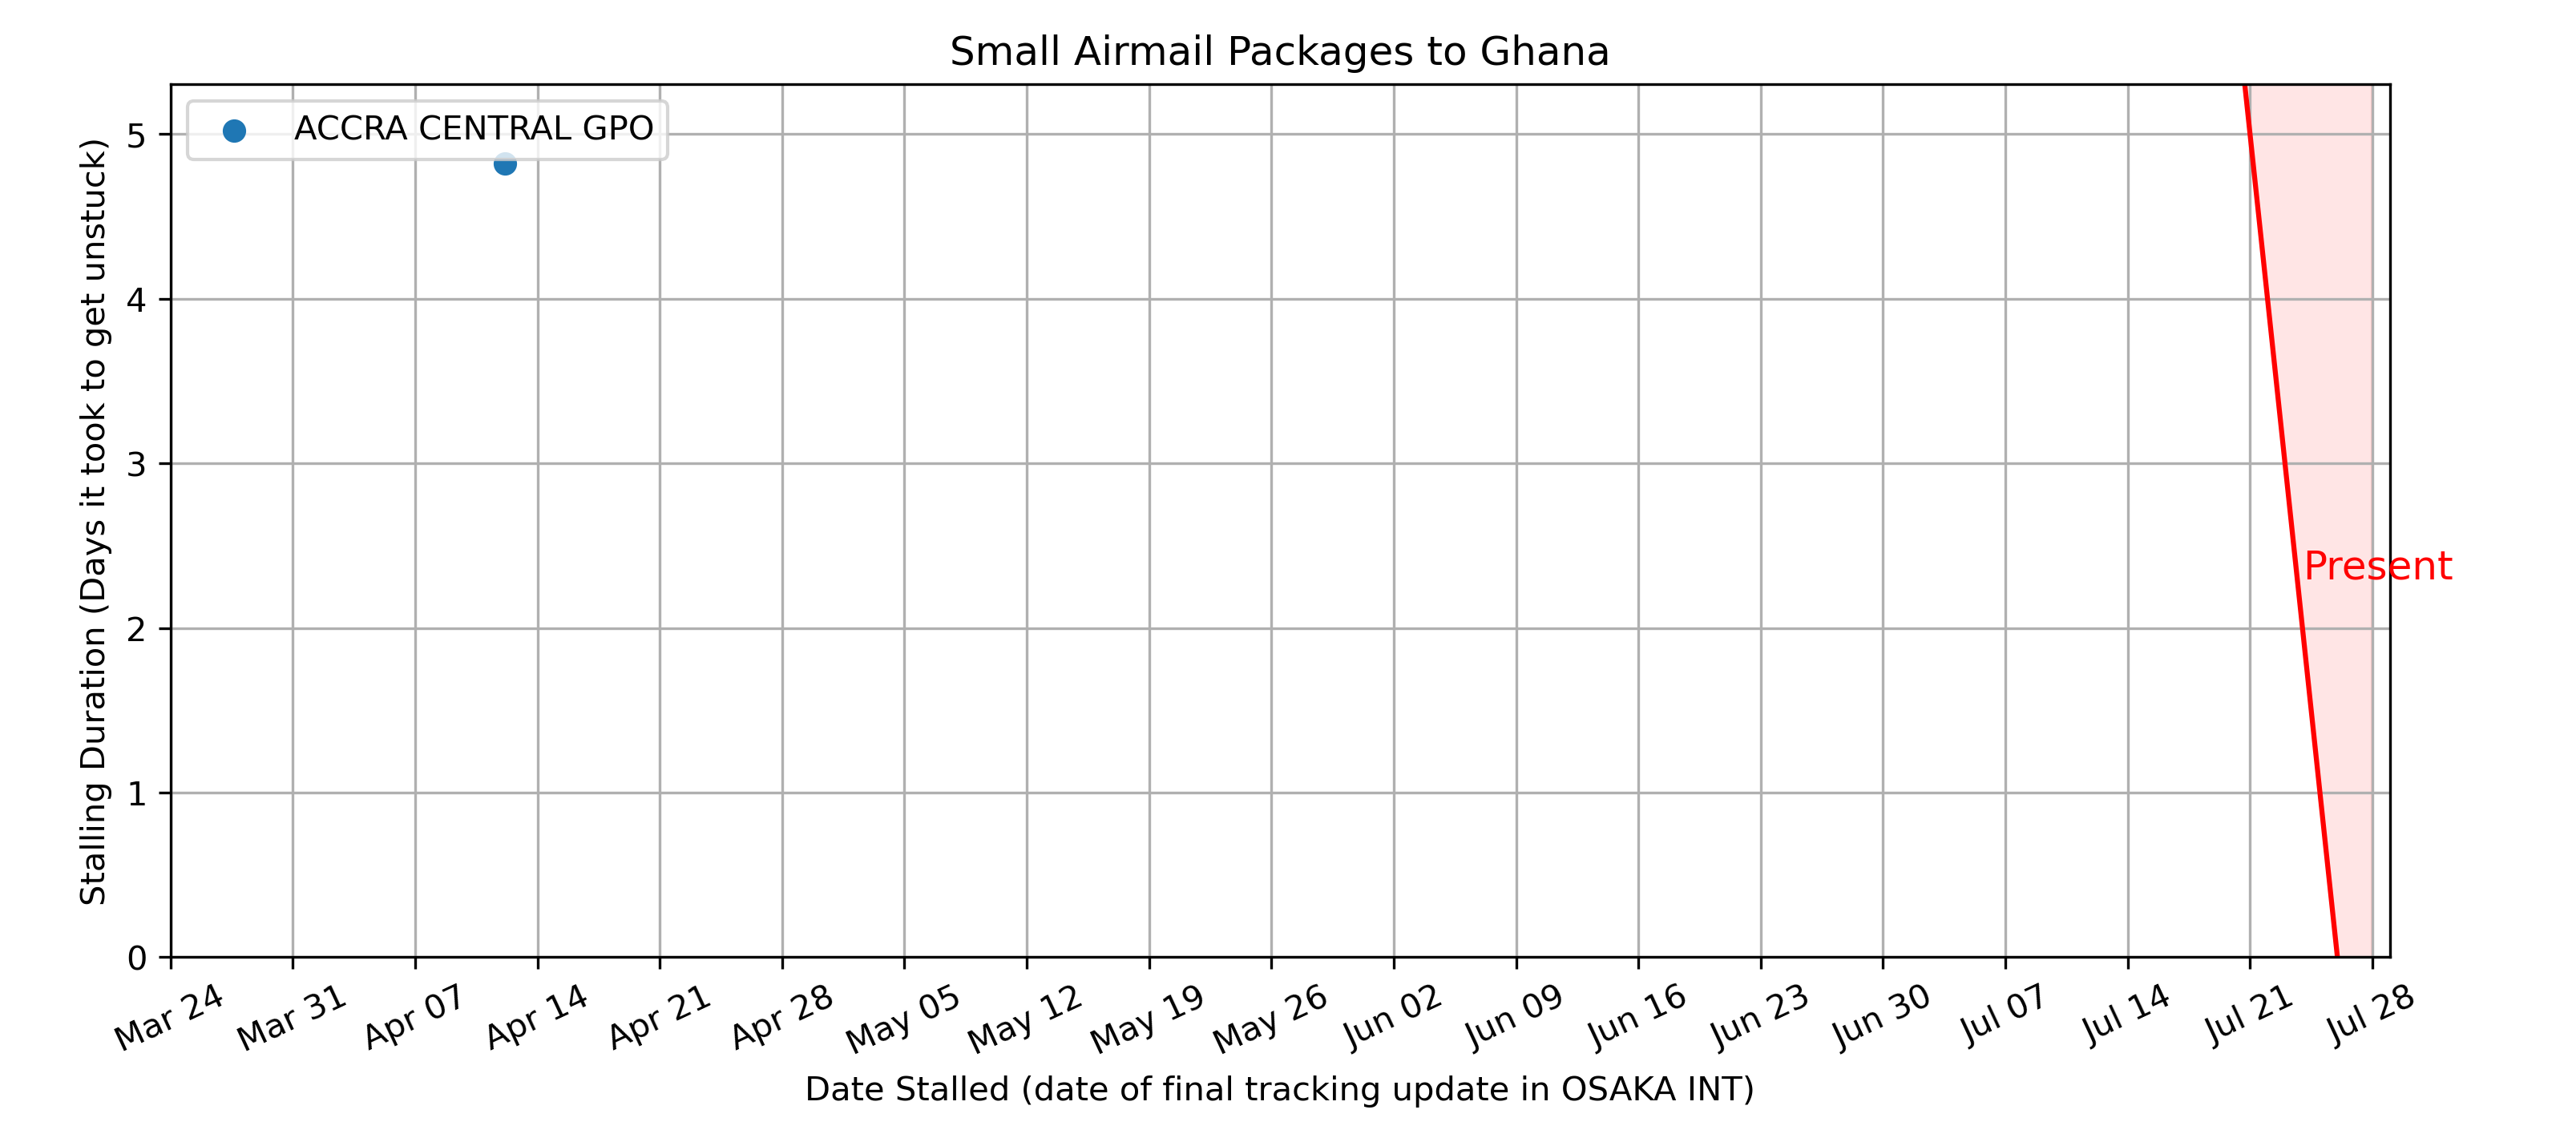 Small Airmail Packages to Ghana
ACCRA CENTRAL GPO
Stalling Duration (Days it took to get unstuck)
5
4
3
2
1
0
Present
Mar 24
Mar 31
Apr 07
Apr 14
Apr 21
Apr 28
May 05
May 12
May 19
May 26
Jun 02
Jun 09
Jun 16
Jun 23
Jun 30
Jul 07
Jul 14
Jul 21
Jul 28
Date Stalled (date of final tracking update in OSAKA INT)